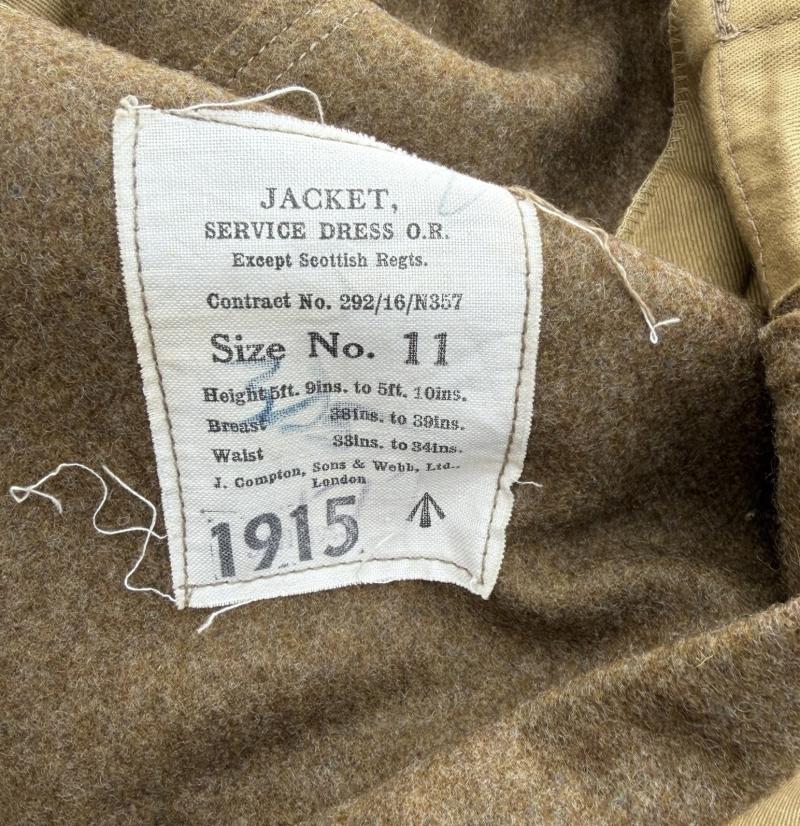 JACKET,
SERVICE DRESS O.R.
Except Scottish Regts.
Contract No. 292/16/N357
Size No. 11
Height 5ft. 9ins. to 5ft. 10ins.
Breast 38ins. to 39ins.
Waist 33ins. to 34ins.
J. Compton, Sons & Webb, Ltd..
London
1915